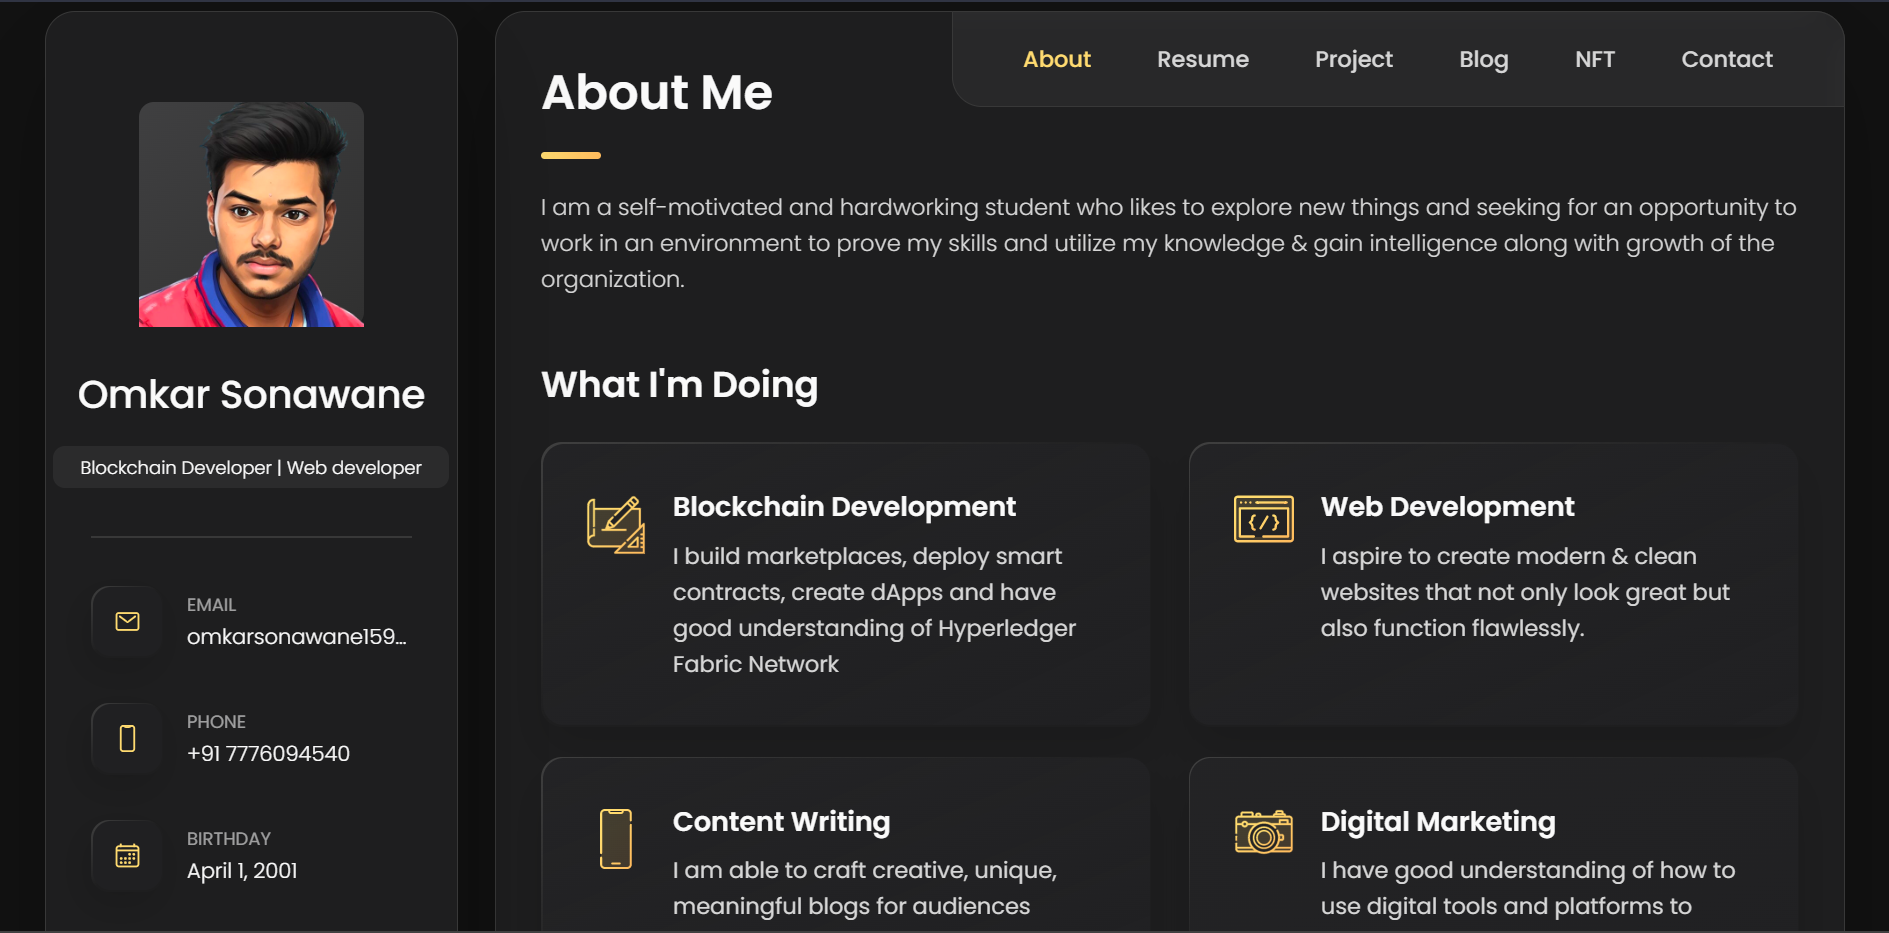 Omkar Sonawane
Blockchain Developer | Web developer
EMAIL
omkarsonawane159...
PHONE
+91 7776094540
BIRTHDAY
April 1, 2001
About Resume Project Blog NFT Contact
About Me
I am a self-motivated and hardworking student who likes to explore new things and seeking for an opportunity to
work in an environment to prove my skills and utilize my knowledge & gain intelligence along with growth of the
organization.
What I'm Doing
Blockchain Development
I build marketplaces, deploy smart
contracts, create dApps and have
good understanding of Hyperledger
Fabric Network
Web Development
I aspire to create modern & clean
websites that not only look great but
also function flawlessly.
Content Writing
I am able to craft creative, unique,
meaningful blogs for audiences
Digital Marketing
I have good understanding of how to
use digital tools and platforms to